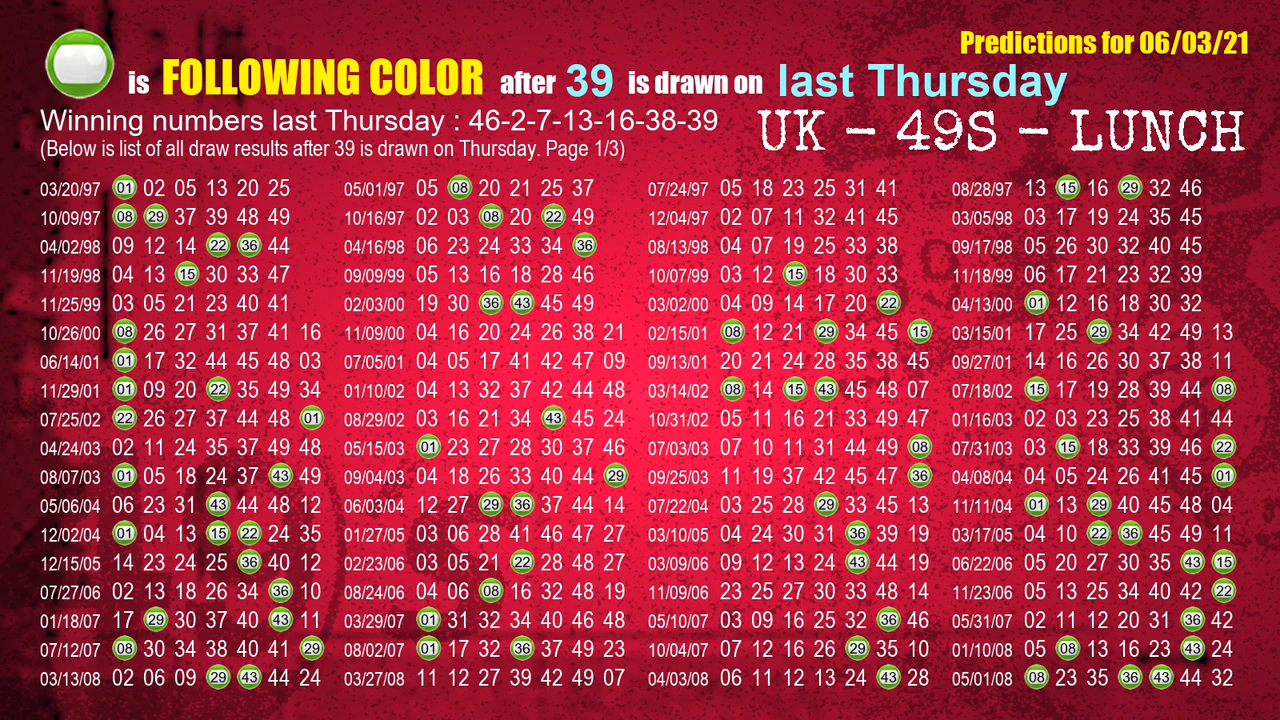 Predictions for 06/03/21
is FOLLOWING COLOR after 39 is drawn on last Thursday
Winning numbers last Thursday : 46-2-7-13-16-38-39
UK - 49S - LUNCH
(Below is list of all draw results after 39 is drawn on Thursday. Page 1/3)
03/20/97 01 02 05 13 20 25 05/01/97 05 08 20 21 25 37 07/24/97 05 18 23 25 31 41 08/28/97 13 15 16 29 32 46
10/09/97 08 29 37 39 48 49 10/16/97 02 03 08 20 22 49 12/04/97 02 07 11 32 41 45 03/05/98 03 17 19 24 35 45
04/02/98 09 12 14 22 36 44 04/16/98 06 23 24 33 34 36 08/13/98 04 07 19 25 33 38 09/17/98 05 26 30 32 40 45
11/19/98 04 13 15 30 33 47 09/09/99 05 13 16 18 28 46 10/07/99 03 12 15 18 30 33 11/18/99 06 17 21 23 32 39
11/25/99 03 05 21 23 40 41 02/03/00 19 30 36 43 45 49 03/02/00 04 09 14 17 20 22 04/13/00 01 12 16 18 30 32
10/26/00 08 26 27 31 37 41 16 11/09/00 04 16 20 24 26 38 21 02/15/01 08 12 21 29 34 45 15 03/15/01 17 25 29 34 42 49 13
06/14/01 01 17 32 44 45 48 03 07/05/01 04 05 17 41 42 47 09 09/13/01 20 21 24 28 35 38 45 09/27/01 14 16 26 30 37 38 11
11/29/01 01 09 20 22 35 49 34 01/10/02 04 13 32 37 42 44 48 03/14/02 08 14 15 43 45 48 07 07/18/02 15 17 19 28 39 44 08
07/25/02 22 26 27 37 44 48 01 08/29/02 03 16 21 34 43 45 24 10/31/02 05 11 16 21 33 49 47 01/16/03 02 03 23 25 38 41 44
04/24/03 02 11 24 35 37 49 48 05/15/03 01 23 27 28 30 37 46 07/03/03 07 10 11 31 44 49 08 07/31/03 03 15 18 33 39 46 22
08/07/03 01 05 18 24 37 43 49 09/04/03 04 18 26 33 40 44 29 09/25/03 11 19 37 42 45 47 36 04/08/04 04 05 24 26 41 45 01
05/06/04 06 23 31 43 44 48 12 06/03/04 12 27 29 36 37 44 14 07/22/04 03 25 28 29 33 45 13 11/11/04 01 13 29 40 45 48 04
12/02/04 01 04 13 15 22 24 35 01/27/05 03 06 28 41 46 47 27 03/10/05 04 24 30 31 36 39 19 03/17/05 04 10 22 36 45 49 11
12/15/05 14 23 24 25 36 40 12 02/23/06 03 05 21 22 28 48 27 03/09/06 09 12 13 24 43 44 19 06/22/06 05 20 27 30 35 43 15
07/27/06 02 13 18 26 34 36 10 08/24/06 04 06 08 16 32 48 19 11/09/06 23 25 27 30 33 48 14 11/23/06 05 13 25 34 40 42 22
01/18/07 17 29 30 37 40 43 11 03/29/07 01 31 32 34 40 46 48 05/10/07 03 09 16 25 32 36 46 05/31/07 02 11 12 20 31 36 42
07/12/07 08 30 34 38 40 41 29 08/02/07 01 17 32 36 37 49 23 10/04/07 07 12 16 26 29 35 10 01/10/08 05 08 13 16 23 43 24
03/13/08 02 06 09 29 43 44 24 03/27/08 11 12 27 39 42 49 07 04/03/08 06 11 12 13 24 43 28 05/01/08 08 23 35 36 43 44 32